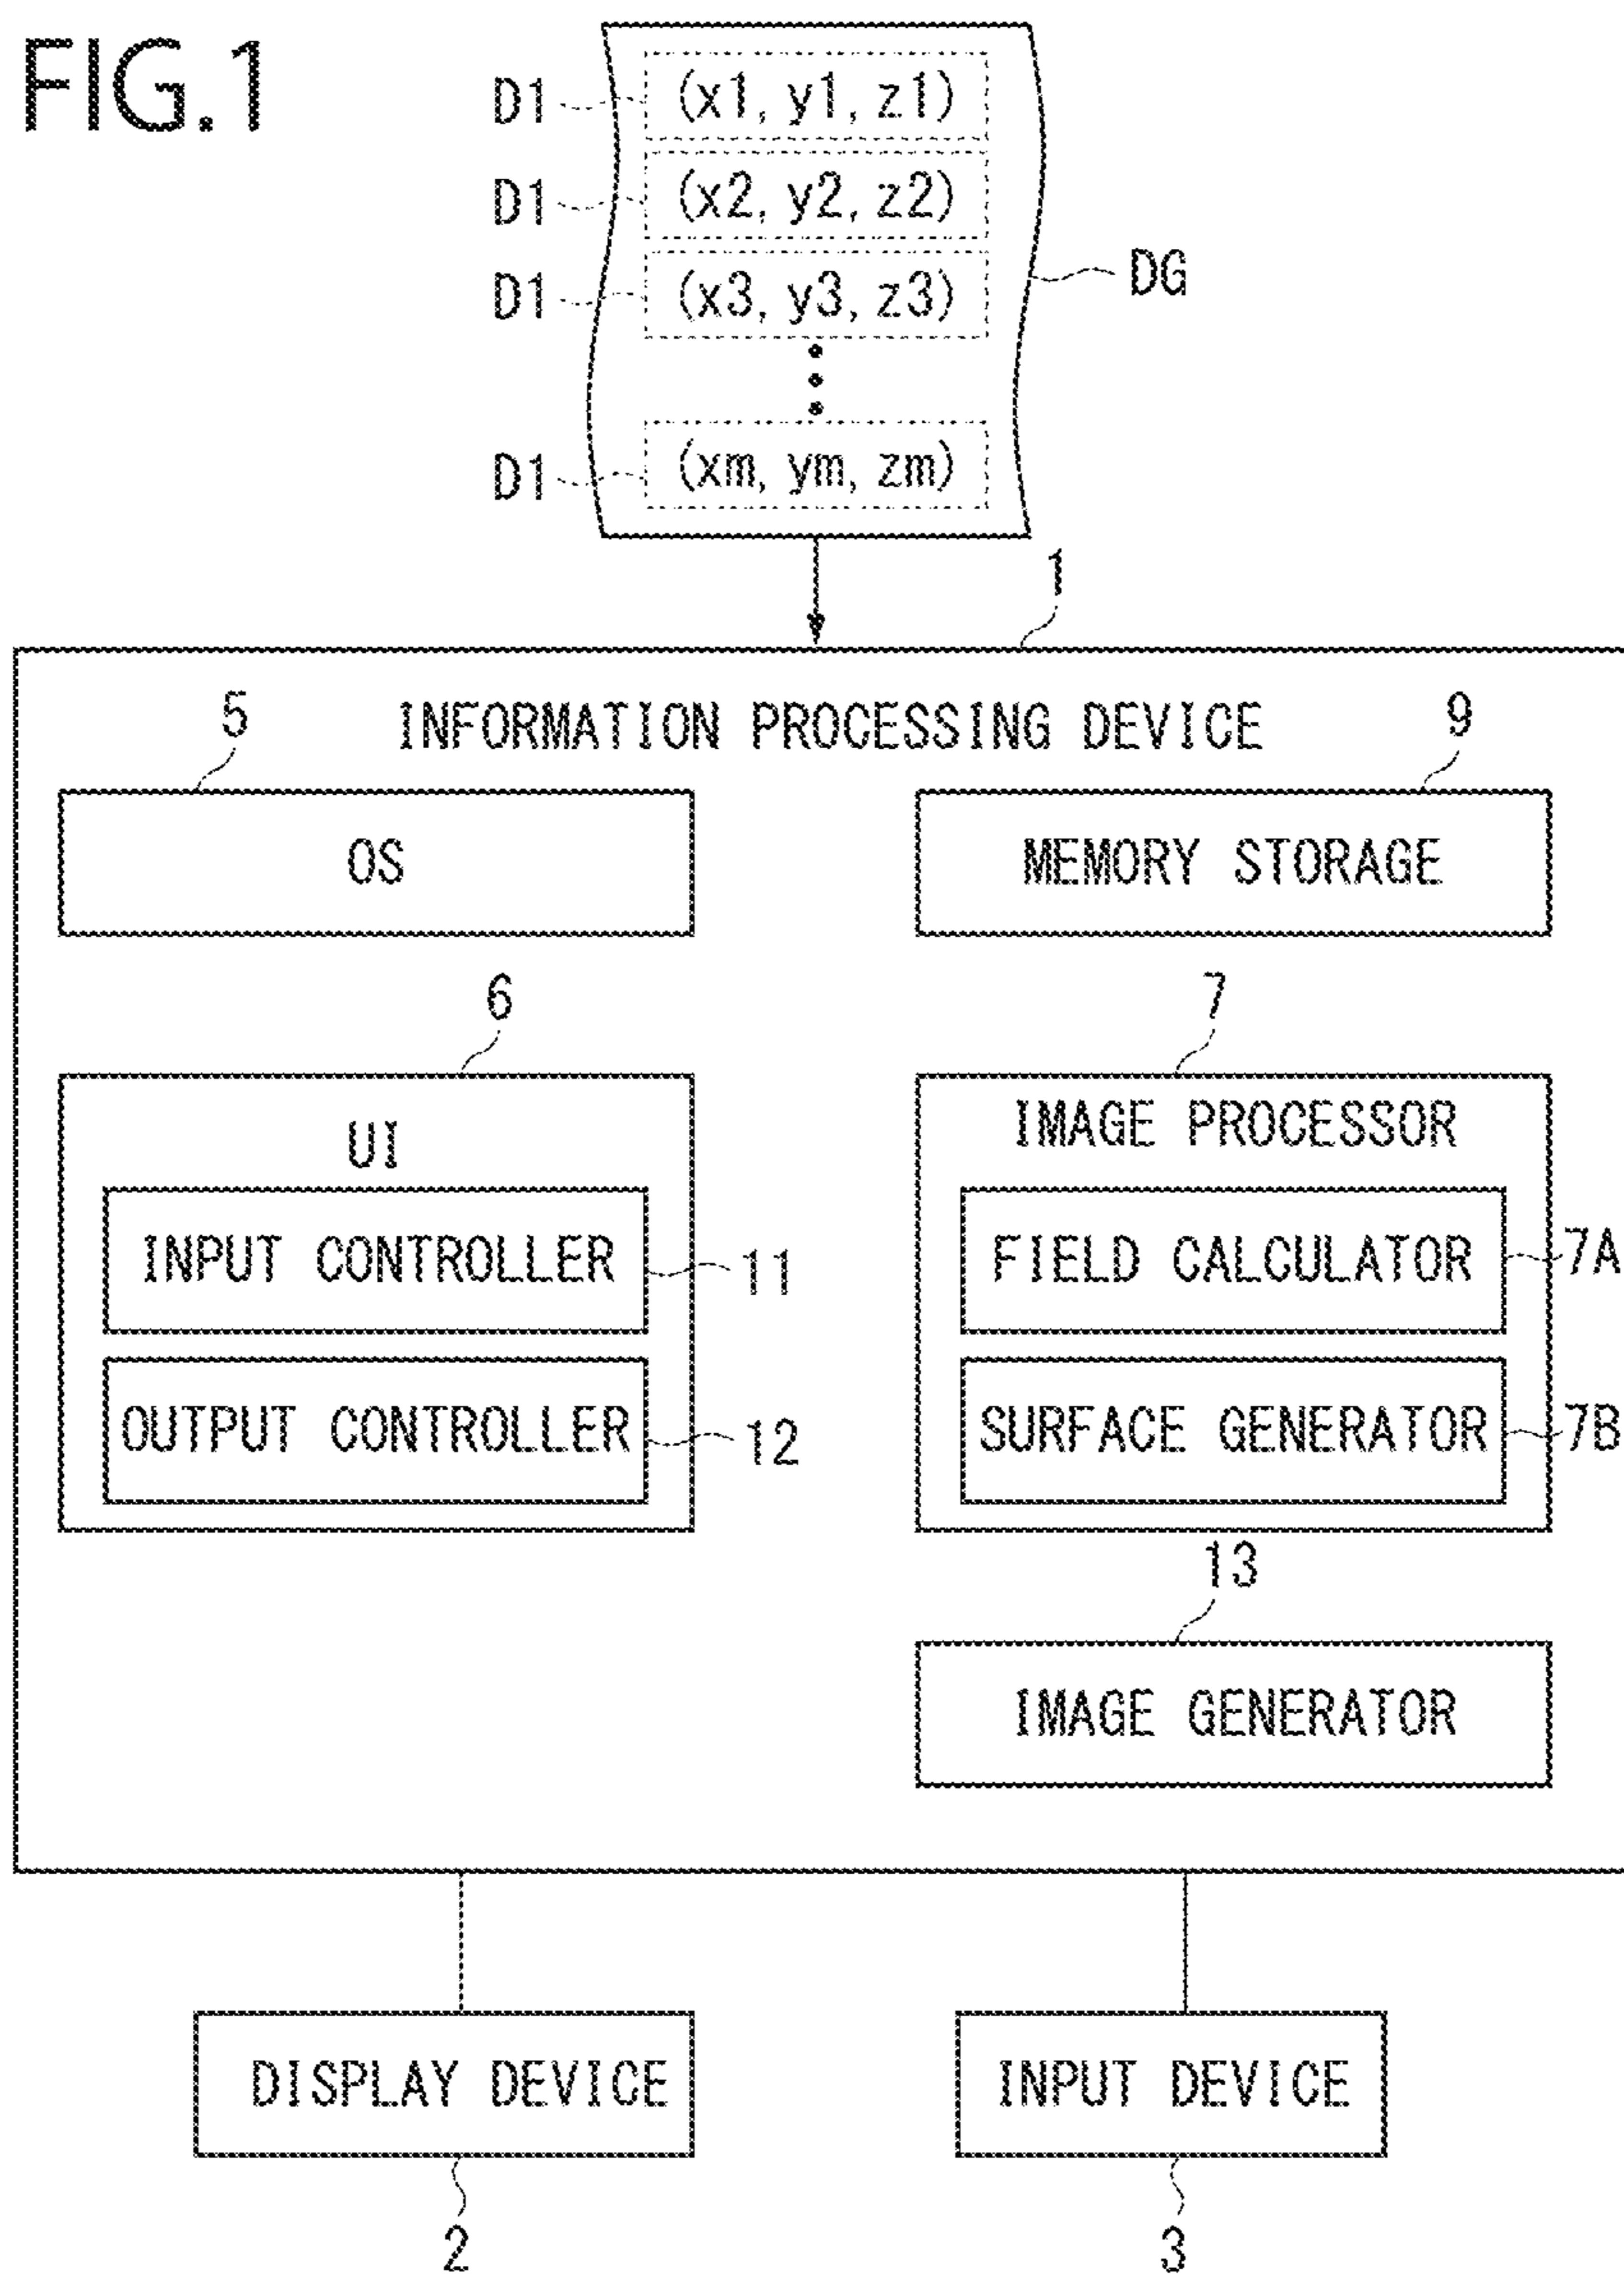 FIG.1
D1 (x1, y1, z1)
D1 (x2, y2, z2)
D1 (x3, y3, z3)
DG
D1 (xm, ym, zm)
1
INFORMATION PROCESSING DEVICE
5
9
OS
MEMORY STORAGE
6
7
UI
IMAGE PROCESSOR
INPUT CONTROLLER
11
FIELD CALCULATOR
7A
OUTPUT CONTROLLER
12
SURFACE GENERATOR
7B
13
IMAGE GENERATOR
DISPLAY DEVICE
INPUT DEVICE
2
3